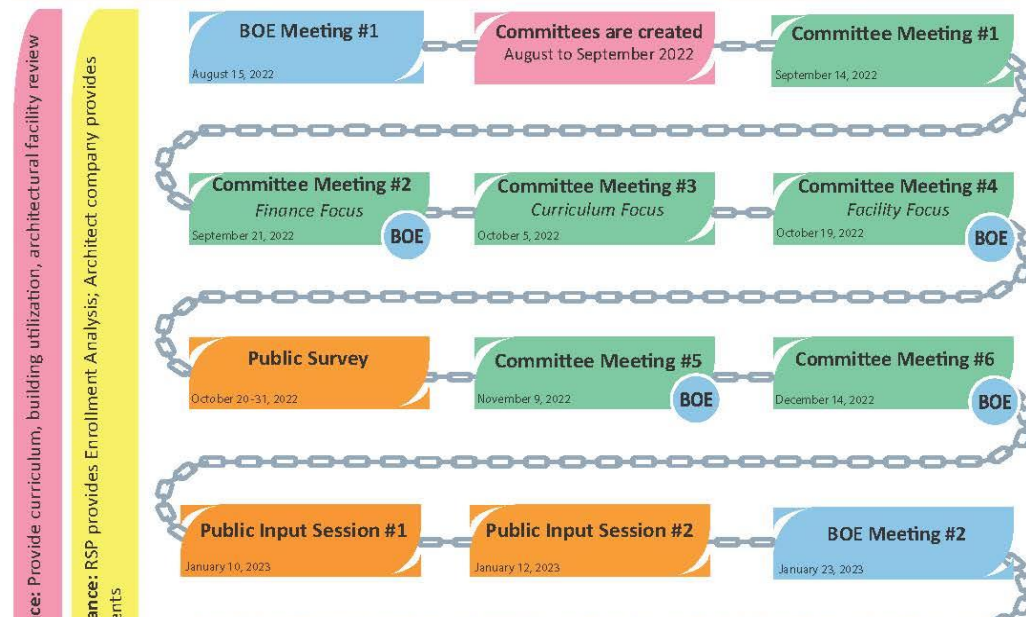 ce: Provide curriculum, building utilization, architectural facility review
ance: RSP provides Enrollment Analysis; Architect company provides
ents
BOE Meeting #1
August 15, 2022
Committees are created
August to September 2022
Committee Meeting #1
September 14, 2022
Committee Meeting #2
Finance Focus
September 21, 2022
BOE
Committee Meeting #3
Curriculum Focus
October 5, 2022
Committee Meeting #4
Facility Focus
October 19, 2022
BOE
Public Survey
October 20-31, 2022
Committee Meeting #5
November 9, 2022
BOE
Committee Meeting #6
December 14, 2022
BOE
Public Input Session #1
January 10, 2023
Public Input Session #2
January 12, 2023
BOE Meeting #2
January 23, 2023